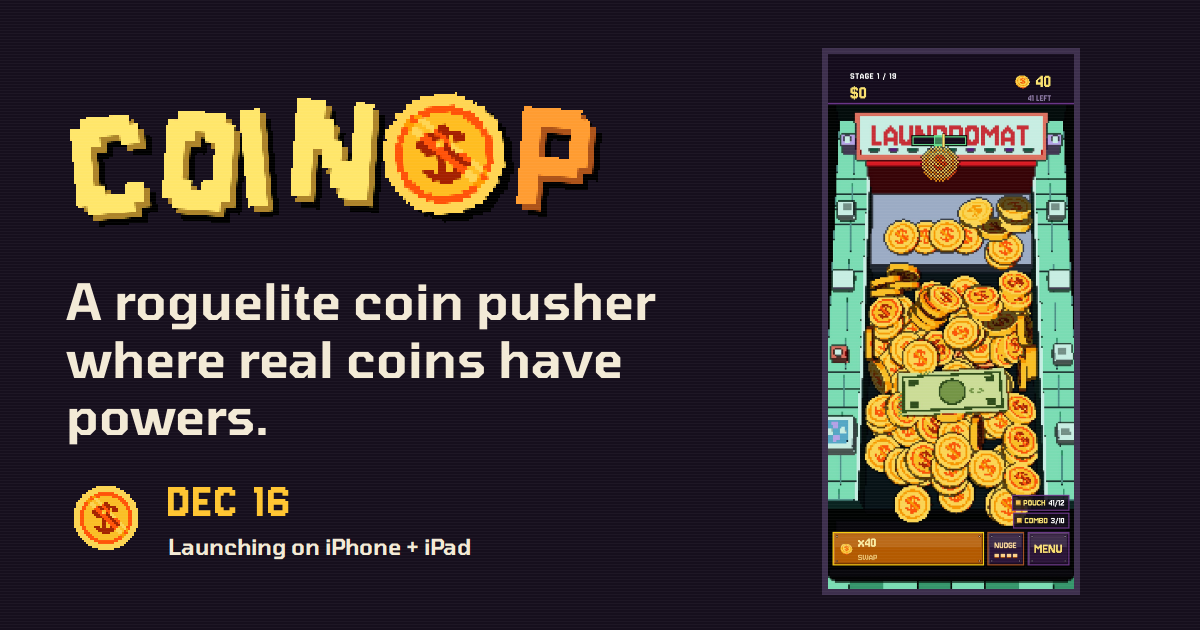 COINOP
A roguelite coin pusher
where real coins have
powers.
DEC 16
Launching on iPhone + iPad
STAGE 1 / 19
$0
40
41 LEFT
LAUNDROMAT
POUCH 41/12
COMBO 3/10
x40
SWAP
NUDGE
MENU